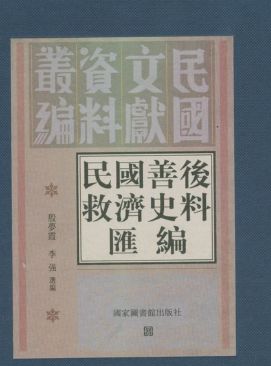 民國
文獻
資料
叢編
民國善後
救濟史料
匯編
殷夢霞 李強 選編
國家圖書館出版社